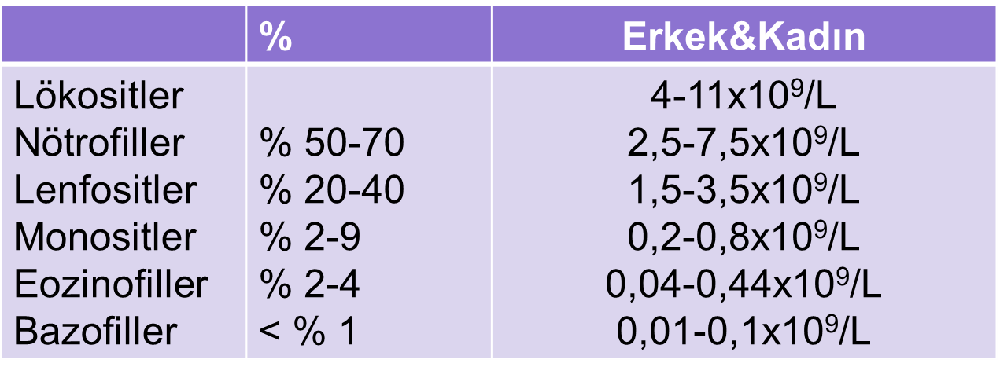 % Erkek&Kadın
Lökositler 4-11x10⁹/L
Nötrofiller % 50-70 2,5-7,5x10⁹/L
Lenfositler % 20-40 1,5-3,5x10⁹/L
Monositler % 2-9 0,2-0,8x10⁹/L
Eozinofiller % 2-4 0,04-0,44x10⁹/L
Bazofiller < % 1 0,01-0,1x10⁹/L